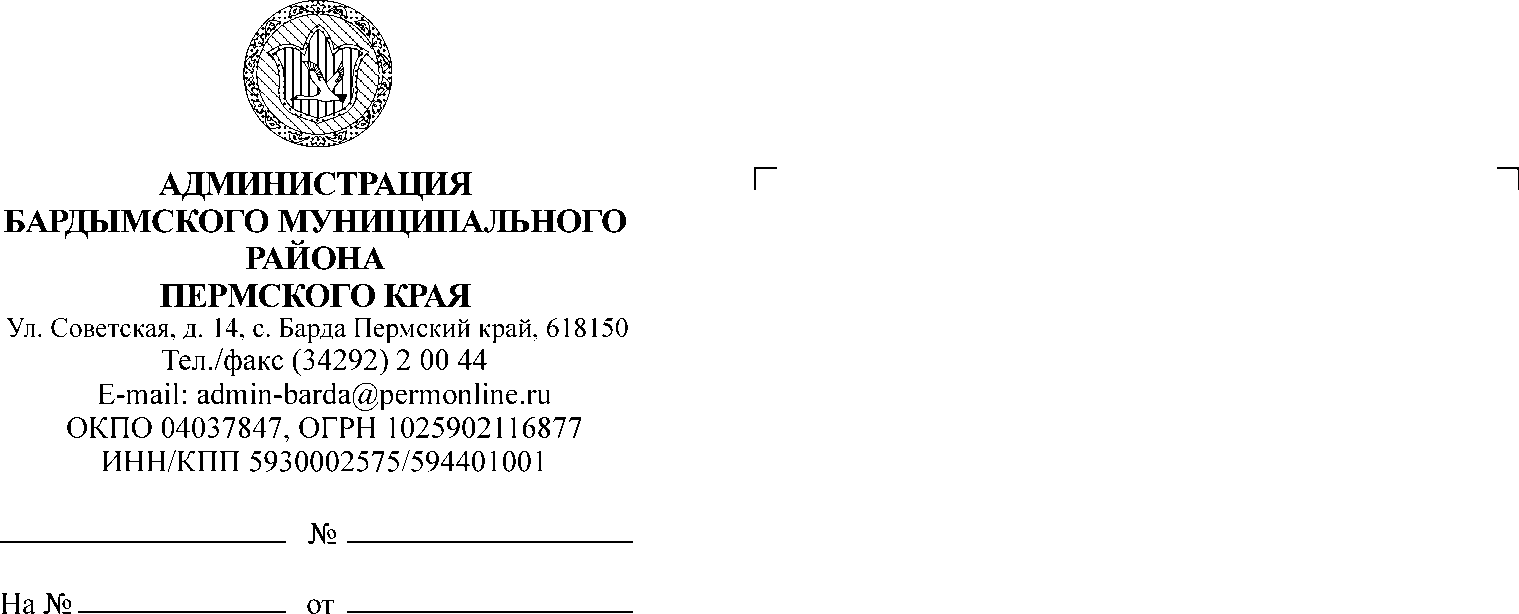 АДМИНИСТРАЦИЯ
БАРДЫМСКОГО МУНИЦИПАЛЬНОГО
РАЙОНА
ПЕРМСКОГО КРАЯ
Ул. Советская, д. 14, с. Барда Пермский край, 618150
Тел./факс (34292) 2 00 44
E-mail: admin-barda@permonline.ru
ОКПО 04037847, ОГРН 1025902116877
ИНН/КПП 5930002575/594401001
№
На № от